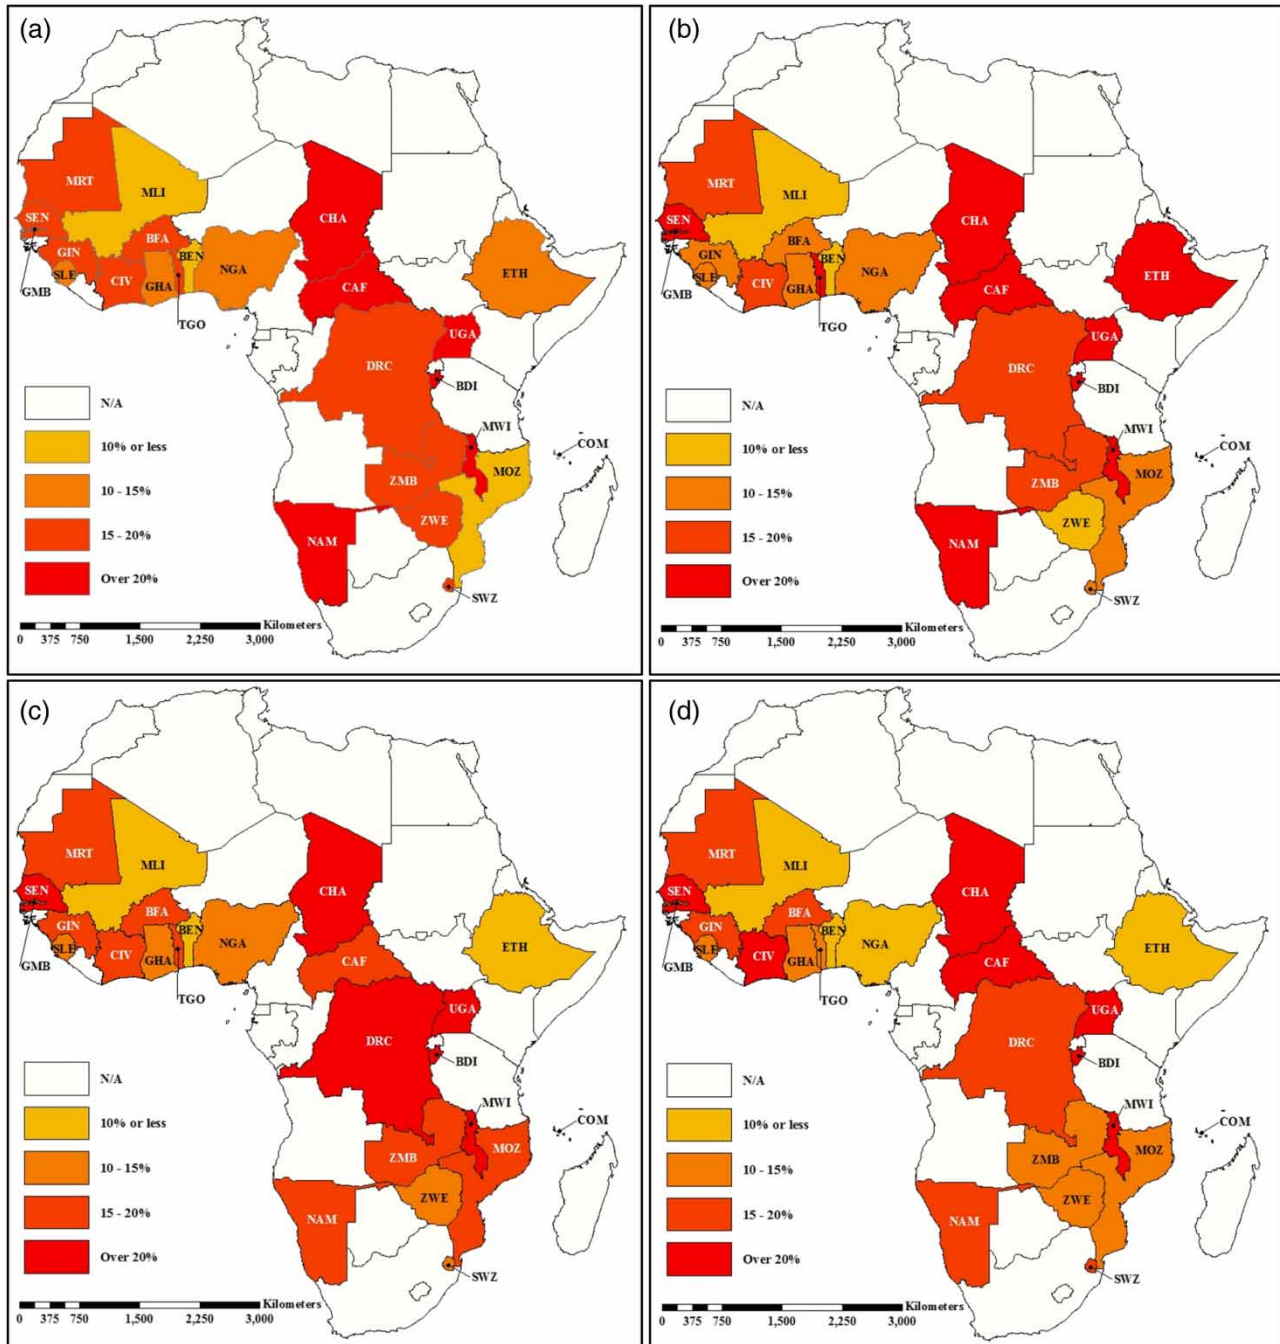 (a)
MRT
MLI
CHA
SEN
BFA
GIN
BEN
NGA
ETH
SLE
CIV
GHA
CAF
GMB
TGO
UGA
DRC
BDI
N/A
MWI
10% or less
COM
MOZ
10 - 15%
ZMB
15 - 20%
ZWE
NAM
Over 20%
SWZ
Kilometers
0 375 750 1,500 2,250 3,000
(b)
MRT
MLI
CHA
SEN
BFA
GIN
BEN
NGA
ETH
SLE
CIV
GHA
CAF
GMB
TGO
UGA
DRC
BDI
N/A
MWI
10% or less
COM
MOZ
10 - 15%
ZMB
15 - 20%
ZWE
NAM
Over 20%
SWZ
Kilometers
0 375 750 1,500 2,250 3,000
(c)
MRT
MLI
CHA
SEN
BFA
GIN
BEN
NGA
ETH
SLE
CIV
GHA
CAF
GMB
TGO
UGA
DRC
BDI
N/A
MWI
10% or less
COM
MOZ
10 - 15%
ZMB
15 - 20%
ZWE
NAM
Over 20%
SWZ
Kilometers
0 375 750 1,500 2,250 3,000
(d)
MRT
MLI
CHA
SEN
BFA
GIN
BEN
NGA
ETH
SLE
CIV
GHA
CAF
GMB
TGO
UGA
DRC
BDI
N/A
MWI
10% or less
COM
MOZ
10 - 15%
ZMB
15 - 20%
ZWE
NAM
Over 20%
SWZ
Kilometers
0 375 750 1,500 2,250 3,000